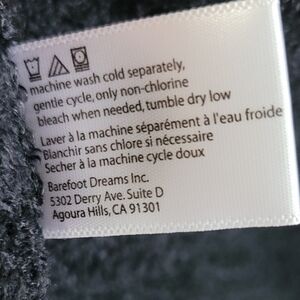 machine wash cold separately,
gentle cycle, only non-chlorine
bleach when needed, tumble dry low
Laver à la machine séparément à l'eau froide
Blanchir sans chlore si nécessaire
Secher à la machine cycle doux
Barefoot Dreams Inc.
5302 Derry Ave. Suite D
Agoura Hills, CA 91301